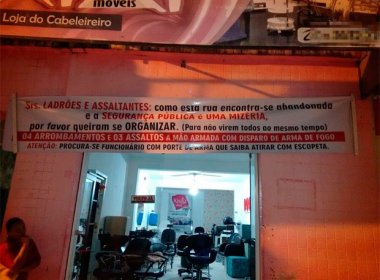 móveis
Loja do Cabeleireiro
Srs. LADRÕES E ASSALTANTES: como esta rua encontra-se abandonada
e a SEGURANÇA PÚBLICA é UMA MIZÉRIA,
por favor queiram se ORGANIZAR. (Para não virem todos ao mesmo tempo)
04 ARROMBAMENTOS e 03 ASSALTOS A MÃO ARMADA COM DISPARO DE ARMA DE FOGO
ATENÇÃO: PROCURA-SE FUNCIONÁRIO COM PORTE DE ARMA QUE SAIBA ATIRAR COM ESCOPETA.